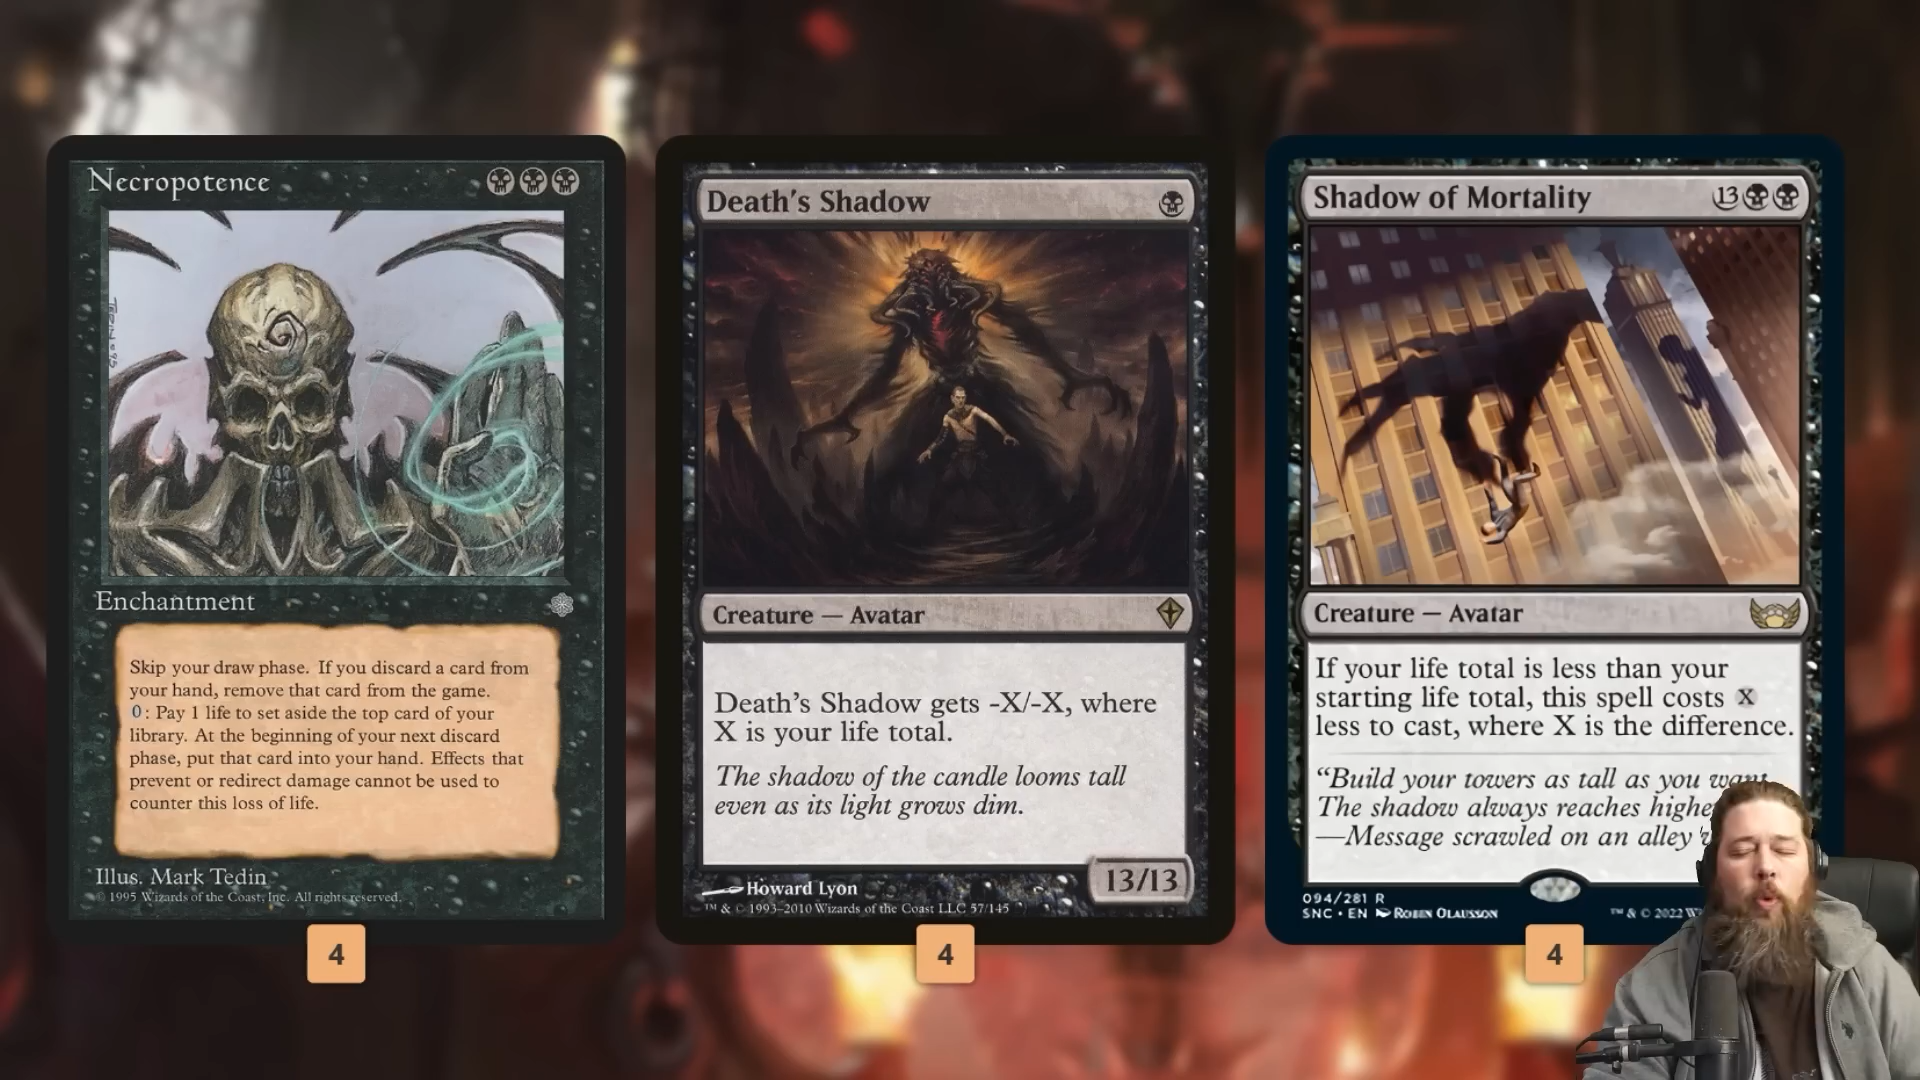 Necropotence
Enchantment
Skip your draw phase. If you discard a card from
your hand, remove that card from the game.
0: Pay 1 life to set aside the top card of your
library. At the beginning of your next discard
phase, put that card into your hand. Effects that
prevent or redirect damage cannot be used to
counter this loss of life.
Illus. Mark Tedin
© 1995 Wizards of the Coast, Inc. All rights reserved.
4
Death's Shadow
Creature — Avatar
Death's Shadow gets -X/-X, where
X is your life total.
The shadow of the candle looms tall
even as its light grows dim.
13/13
Howard Lyon
™ & © 1993–2010 Wizards of the Coast LLC 57/145
4
Shadow of Mortality 13
Creature — Avatar
If your life total is less than your
starting life total, this spell costs X
less to cast, where X is the difference.
"Build your towers as tall as you want.
The shadow always reaches
—Message scrawled on an alley
094/281 R
SNC • EN Robin Olausson
™ & © 2022
4